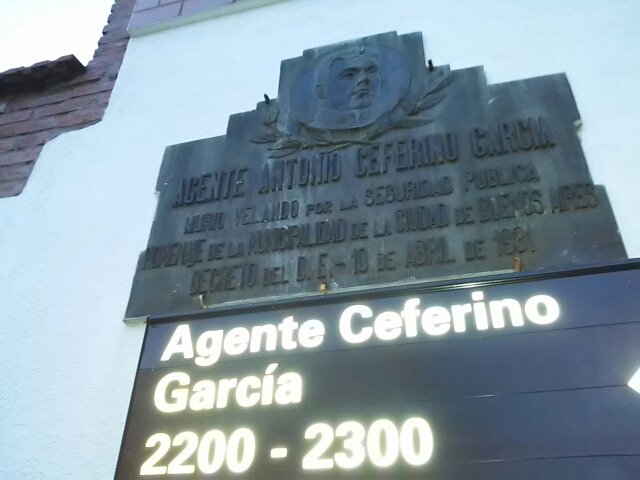 AGENTE ANTONIO CEFERINO GARCIA
MURIO VELANDO POR LA SEGURIDAD PUBLICA
HOMENAJE DE LA MUNICIPALIDAD DE LA CIUDAD DE BUENOS AIRES
DECRETO DEL D. E. - 10 DE ABRIL DE 1931
Agente Ceferino
García
2200 - 2300